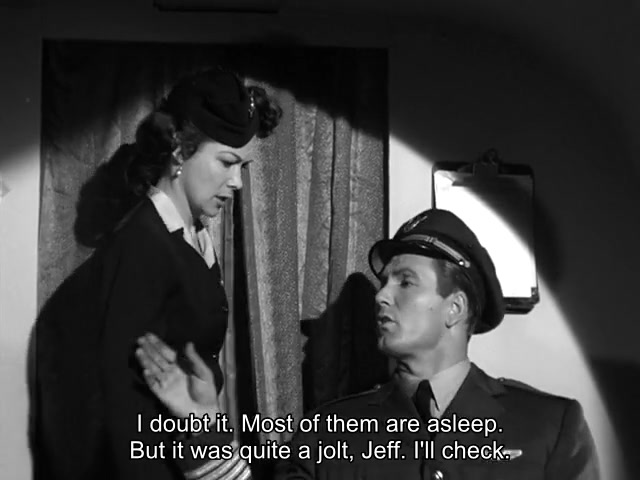 I doubt it. Most of them are asleep.
But it was quite a jolt, Jeff. I'll check.